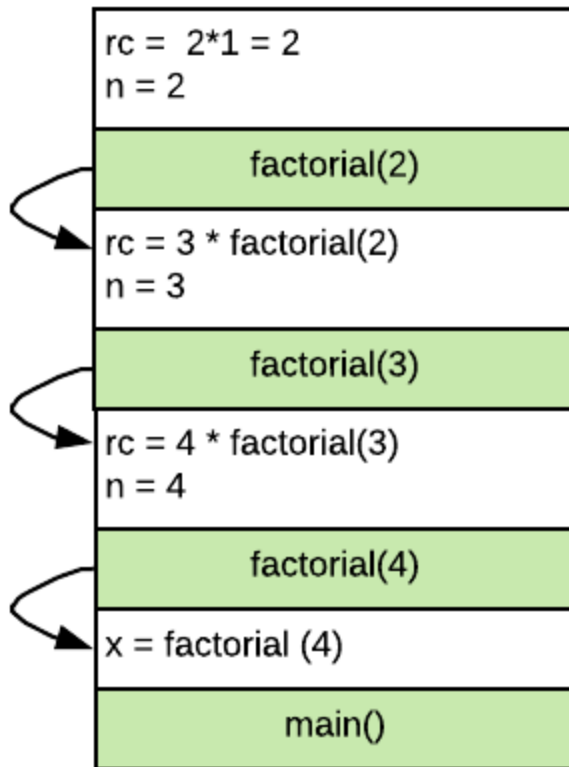 rc =  2*1 = 2
n = 2
factorial(2)
rc = 3 * factorial(2)
n = 3
factorial(3)
rc = 4 * factorial(3)
n = 4
factorial(4)
x = factorial (4)
main()